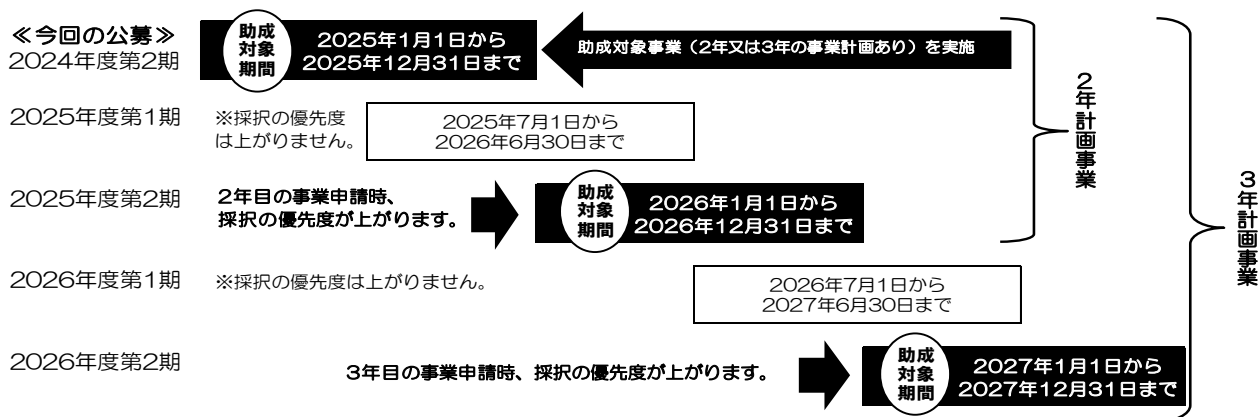 ≪今回の公募≫
2024年度第2期
助成
対象
期間
2025年1月1日から
2025年12月31日まで
助成対象事業(2年又は3年の事業計画あり)を実施
2025年度第1期
※採択の優先度
は上がりません。
2025年7月1日から
2026年6月30日まで
2年計画事業
2025年度第2期
2年目の事業申請時、
採択の優先度が上がります。
助成
対象
期間
2026年1月1日から
2026年12月31日まで
3年計画事業
2026年度第1期
※採択の優先度は上がりません。
2026年7月1日から
2027年6月30日まで
2026年度第2期
3年目の事業申請時、採択の優先度が上がります。
助成
対象
期間
2027年1月1日から
2027年12月31日まで